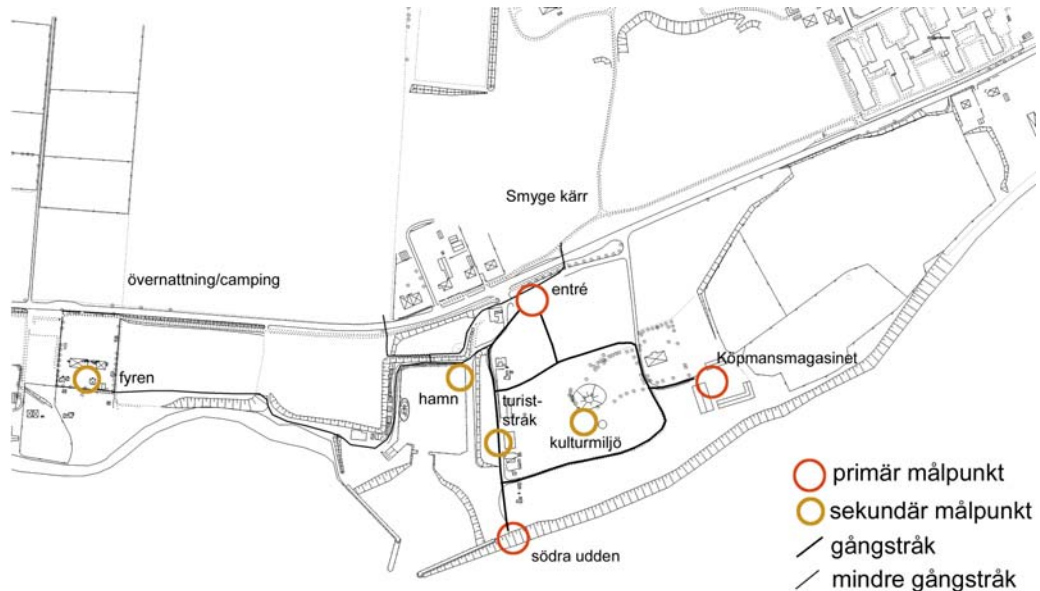 Smyge kärr
övernattning/camping
entré
Köpmansmagasinet
fyren
hamn
turist-
stråk
kulturmiljö
södra udden
primär målpunkt
sekundär målpunkt
gångstråk
mindre gångstråk